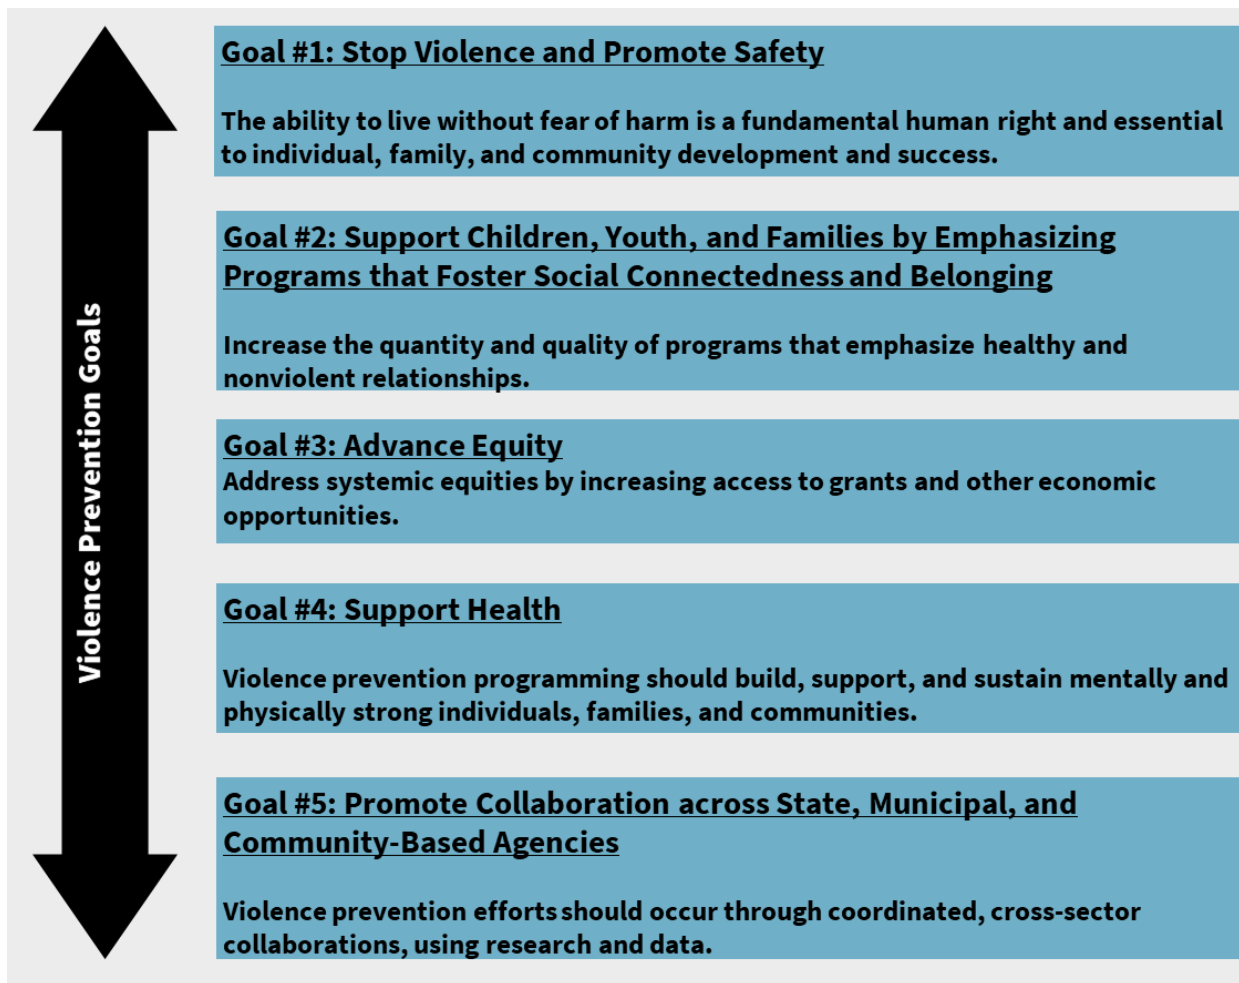 Violence Prevention Goals
Goal #1: Stop Violence and Promote Safety
The ability to live without fear of harm is a fundamental human right and essential
to individual, family, and community development and success.
Goal #2: Support Children, Youth, and Families by Emphasizing
Programs that Foster Social Connectedness and Belonging
Increase the quantity and quality of programs that emphasize healthy and
nonviolent relationships.
Goal #3: Advance Equity
Address systemic equities by increasing access to grants and other economic
opportunities.
Goal #4: Support Health
Violence prevention programming should build, support, and sustain mentally and
physically strong individuals, families, and communities.
Goal #5: Promote Collaboration across State, Municipal, and
Community-Based Agencies
Violence prevention efforts should occur through coordinated, cross-sector
collaborations, using research and data.